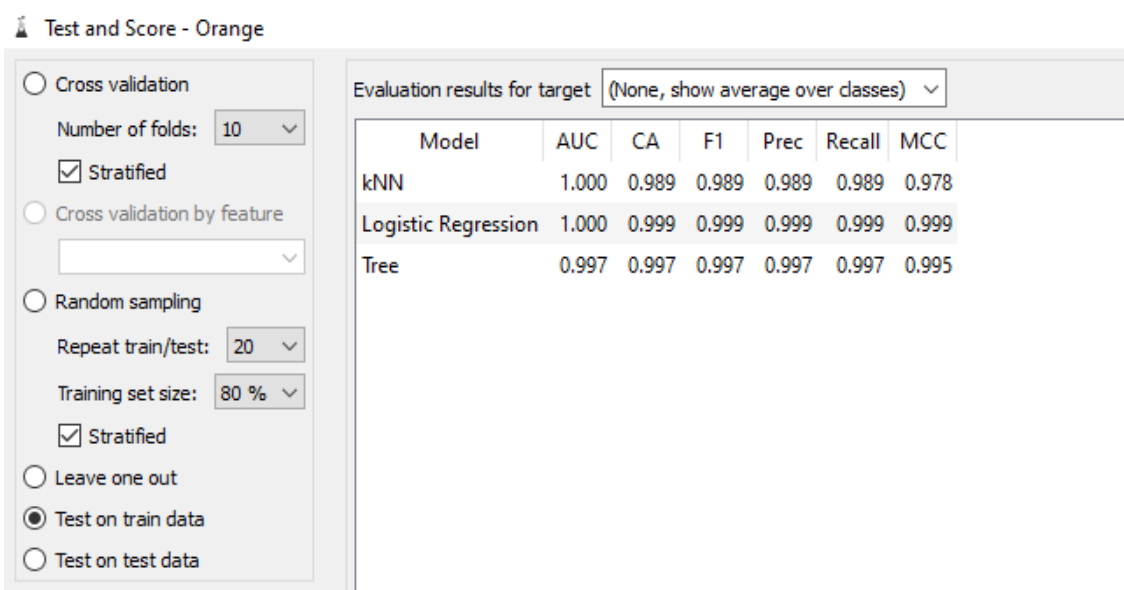 Test and Score - Orange
Cross validation
Number of folds: 10
Stratified
Cross validation by feature
Random sampling
Repeat train/test: 20
Training set size: 80 %
Stratified
Leave one out
Test on train data
Test on test data
Evaluation results for target (None, show average over classes)
Model AUC CA F1 Prec Recall MCC
kNN 1.000 0.989 0.989 0.989 0.989 0.978
Logistic Regression 1.000 0.999 0.999 0.999 0.999 0.999
Tree 0.997 0.997 0.997 0.997 0.997 0.995